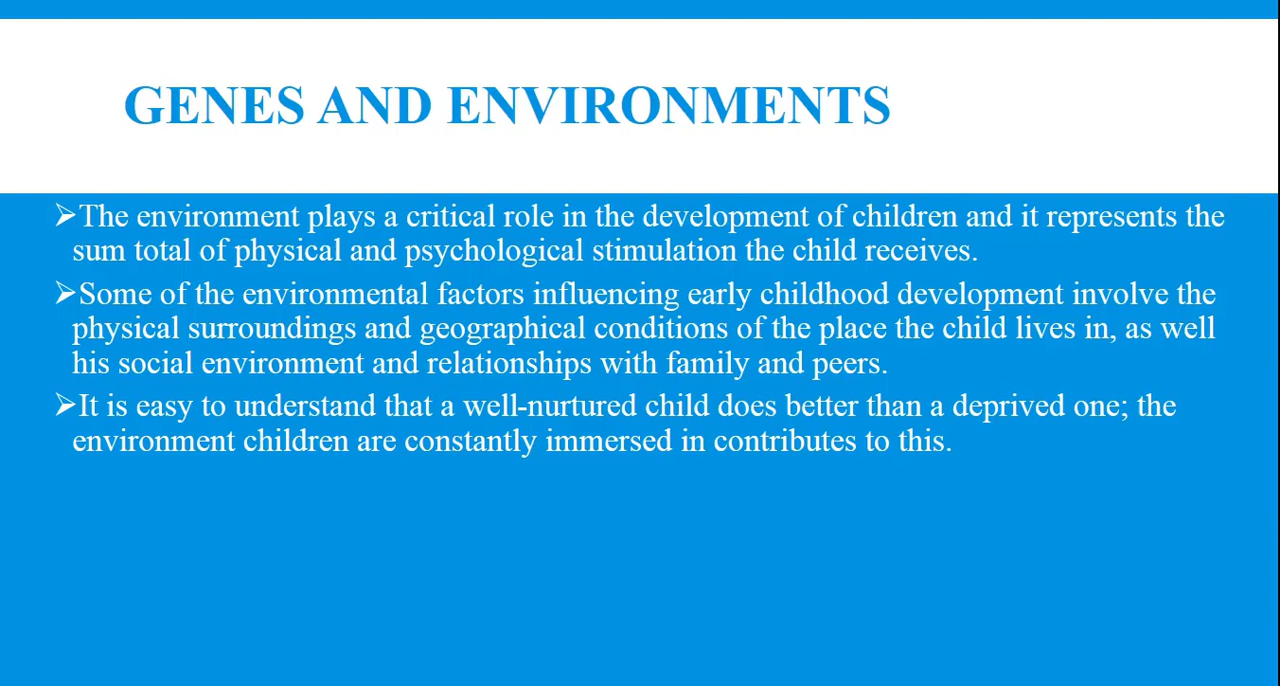 GENES AND ENVIRONMENTS
➢The environment plays a critical role in the development of children and it represents the
sum total of physical and psychological stimulation the child receives.
➢Some of the environmental factors influencing early childhood development involve the
physical surroundings and geographical conditions of the place the child lives in, as well
his social environment and relationships with family and peers.
➢It is easy to understand that a well-nurtured child does better than a deprived one; the
environment children are constantly immersed in contributes to this.